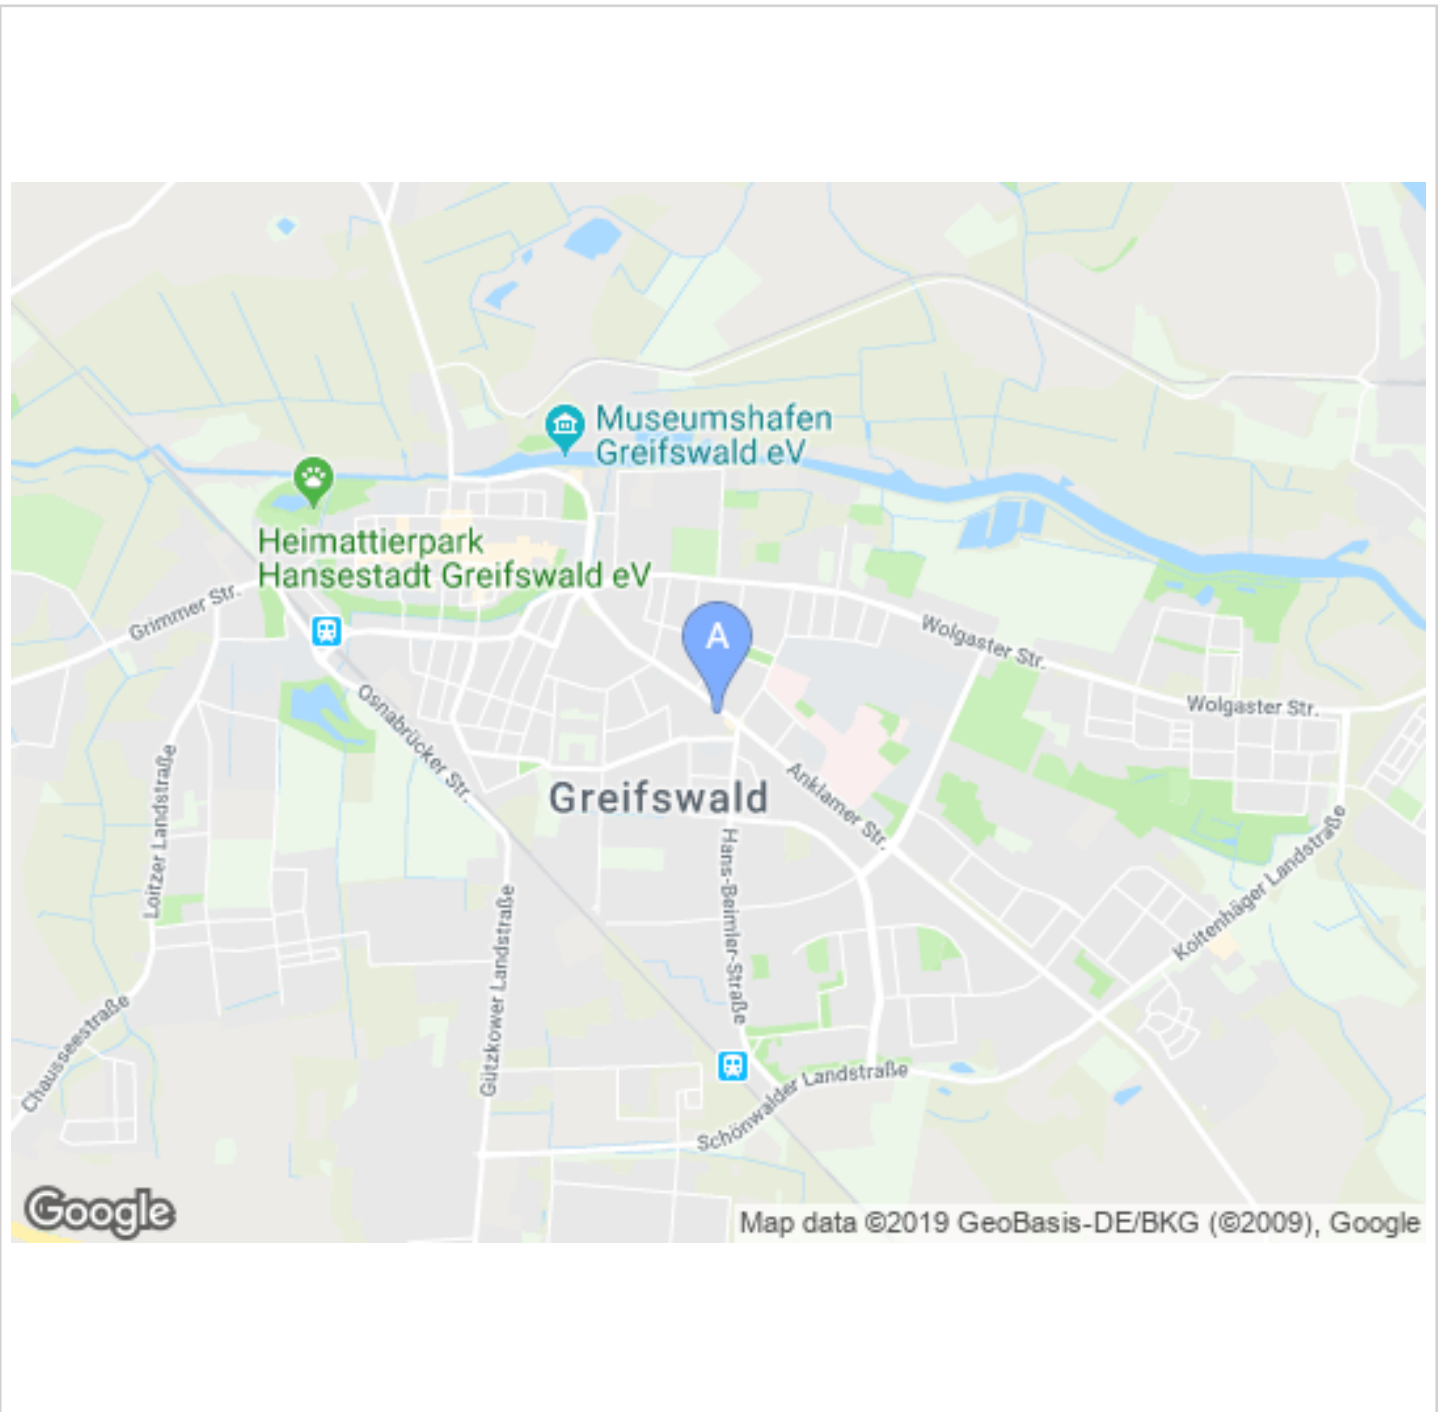 Museumshafen
Greifswald eV
Heimattierpark
Hansestadt Greifswald eV
Grimmer Str.
A
Wolgaster Str.
Wolgaster Str.
Osnabrücker Str.
Loitzer Landstraße
Greifswald
Anklamer Str.
Hans-Beimler-Straße
Koitenhäger Landstraße
Gützkower Landstraße
Chausseestraße
Schönwalder Landstraße
Google
Map data ©2019 GeoBasis-DE/BKG (©2009), Google